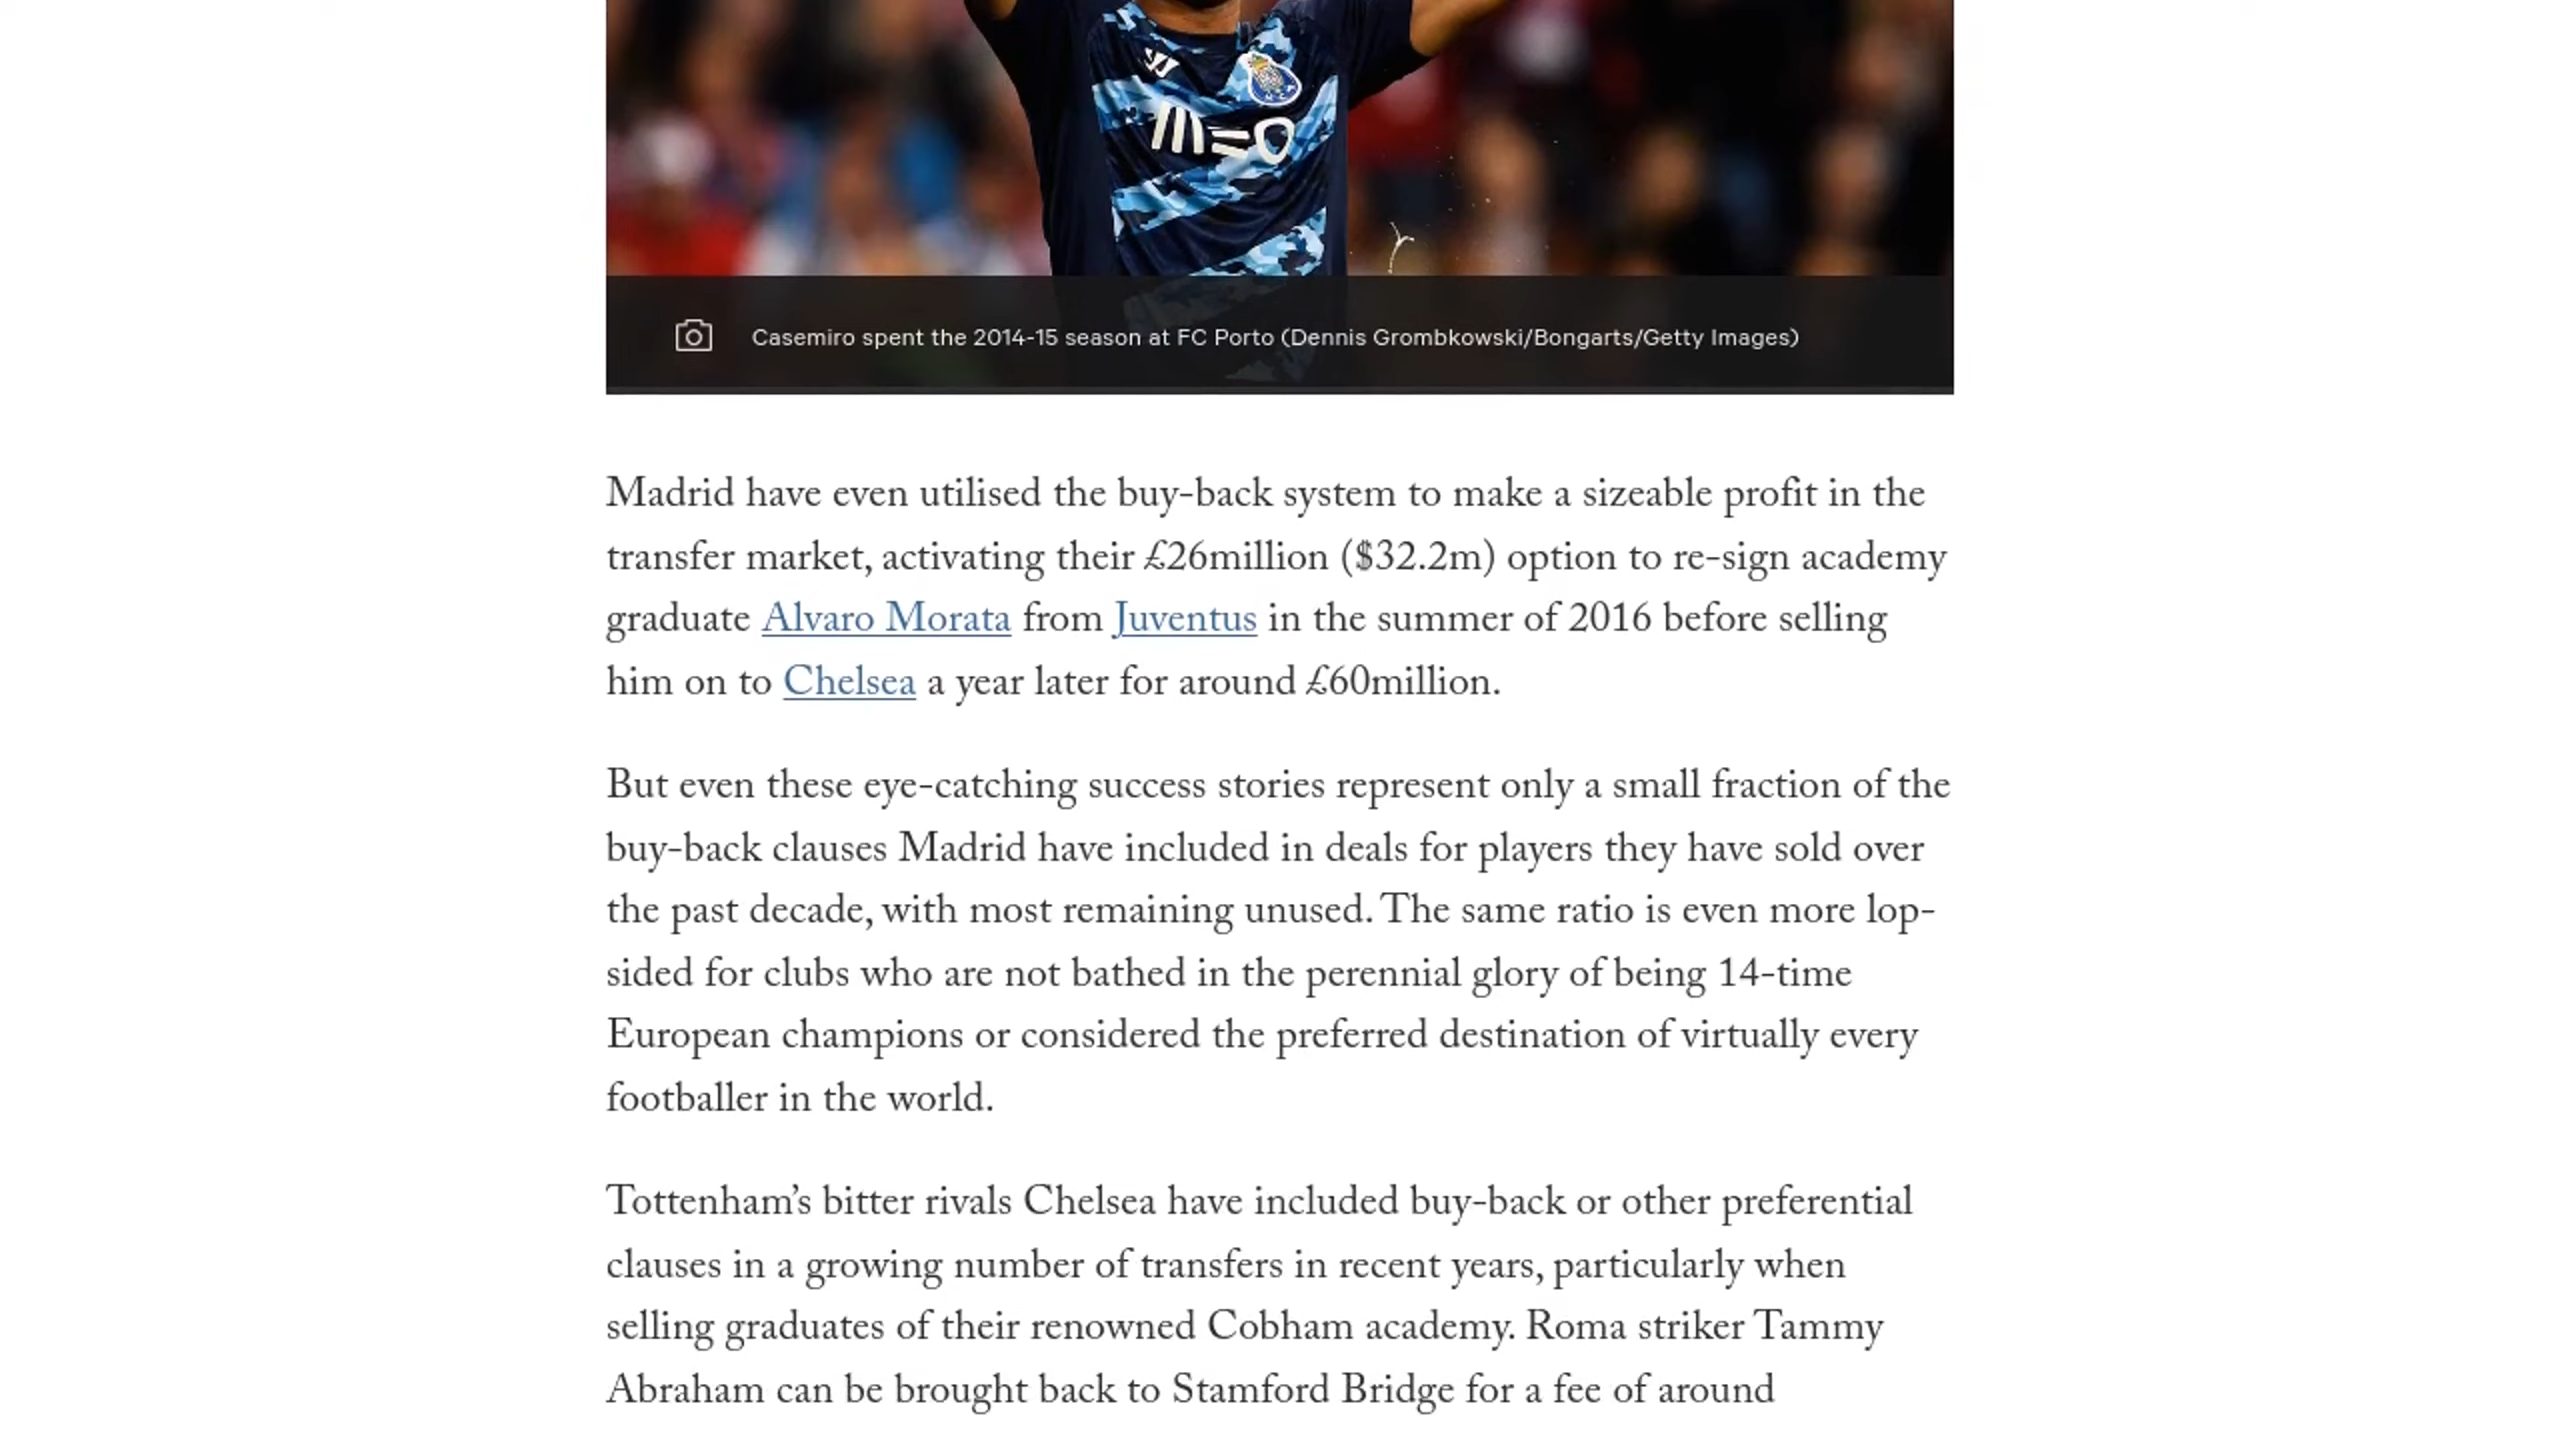 MEO
Casemiro spent the 2014-15 season at FC Porto (Dennis Grombkowski/Bongarts/Getty Images)
Madrid have even utilised the buy-back system to make a sizeable profit in the
transfer market, activating their £26million ($32.2m) option to re-sign academy
graduate Alvaro Morata from Juventus in the summer of 2016 before selling
him on to Chelsea a year later for around £60million.
But even these eye-catching success stories represent only a small fraction of the
buy-back clauses Madrid have included in deals for players they have sold over
the past decade, with most remaining unused. The same ratio is even more lop-
sided for clubs who are not bathed in the perennial glory of being 14-time
European champions or considered the preferred destination of virtually every
footballer in the world.
Tottenham’s bitter rivals Chelsea have included buy-back or other preferential
clauses in a growing number of transfers in recent years, particularly when
selling graduates of their renowned Cobham academy. Roma striker Tammy
Abraham can be brought back to Stamford Bridge for a fee of around